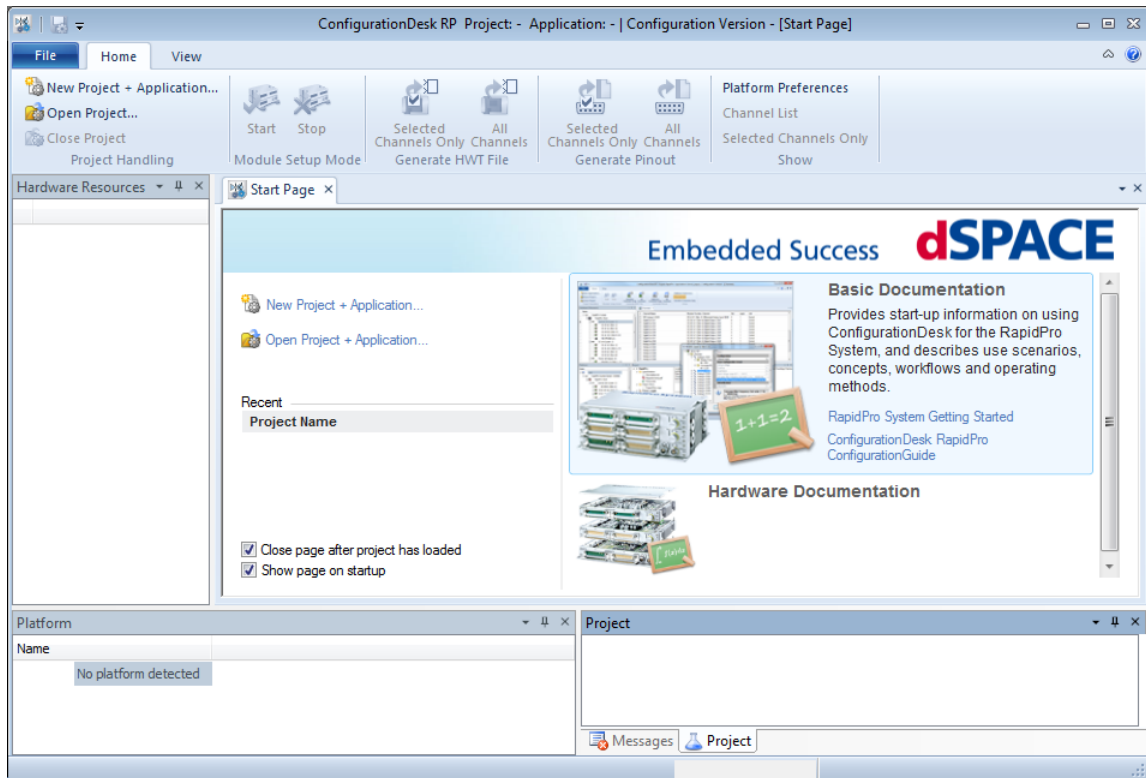 ConfigurationDesk RP Project: - Application: - | Configuration Version - [Start Page]
File Home View
New Project + Application...
Open Project...
Close Project
Project Handling
Start Stop
Module Setup Mode
Selected Channels Only
All Channels
Generate HWT File
Selected Channels Only
All Channels
Generate Pinout
Platform Preferences
Channel List
Selected Channels Only
Show
Hardware Resources
Start Page
Embedded Success dSPACE
New Project + Application...
Open Project + Application...
Recent
Project Name
Close page after project has loaded
Show page on startup
Basic Documentation
Provides start-up information on using
ConfigurationDesk for the RapidPro
System, and describes use scenarios,
concepts, workflows and operating
methods.
RapidPro System Getting Started
ConfigurationDesk RapidPro
ConfigurationGuide
1+1=2
Hardware Documentation
Platform
Name
No platform detected
Project
Messages Project